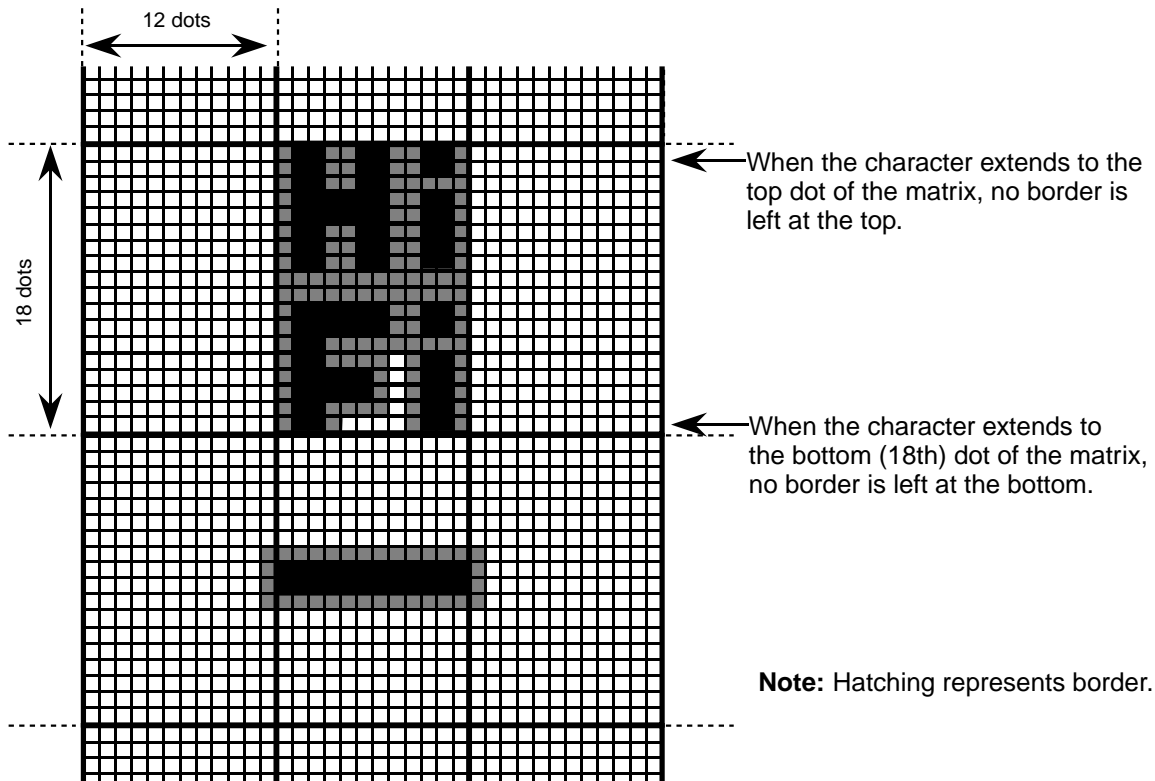 12 dots
18 dots
Hi
Fi
When the character extends to the
top dot of the matrix, no border is
left at the top.
When the character extends to
the bottom (18th) dot of the matrix,
no border is left at the bottom.
Note: Hatching represents border.